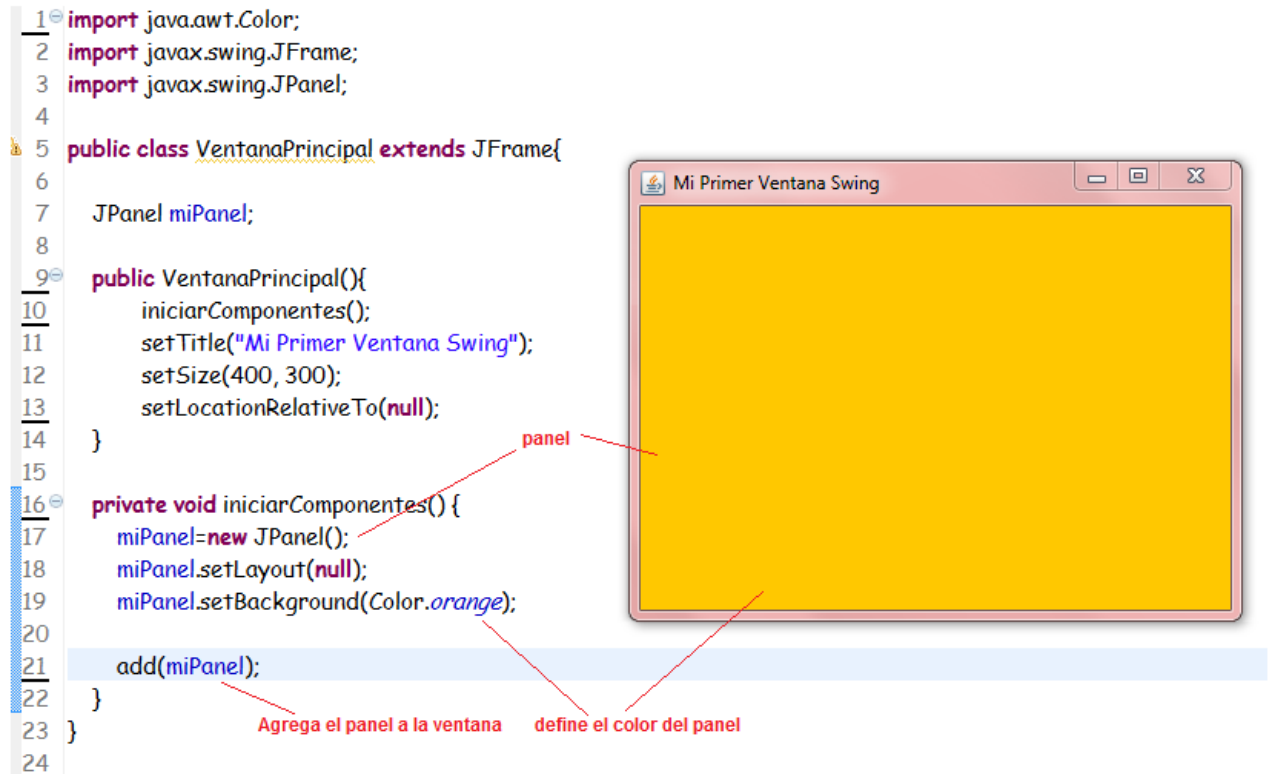 1 import java.awt.Color;
2 import javax.swing.JFrame;
3 import javax.swing.JPanel;
4
5 public class VentanaPrincipal extends JFrame{
6
7 JPanel miPanel;
8
9 public VentanaPrincipal(){
10 iniciarComponentes();
11 setTitle("Mi Primer Ventana Swing");
12 setSize(400, 300);
13 setLocationRelativeTo(null);
14 }
15
16 private void iniciarComponentes() {
17 miPanel=new JPanel();
18 miPanel.setLayout(null);
19 miPanel.setBackground(Color.orange);
20
21 add(miPanel);
22 }
23 }
24
Mi Primer Ventana Swing
panel
Agrega el panel a la ventana
define el color del panel